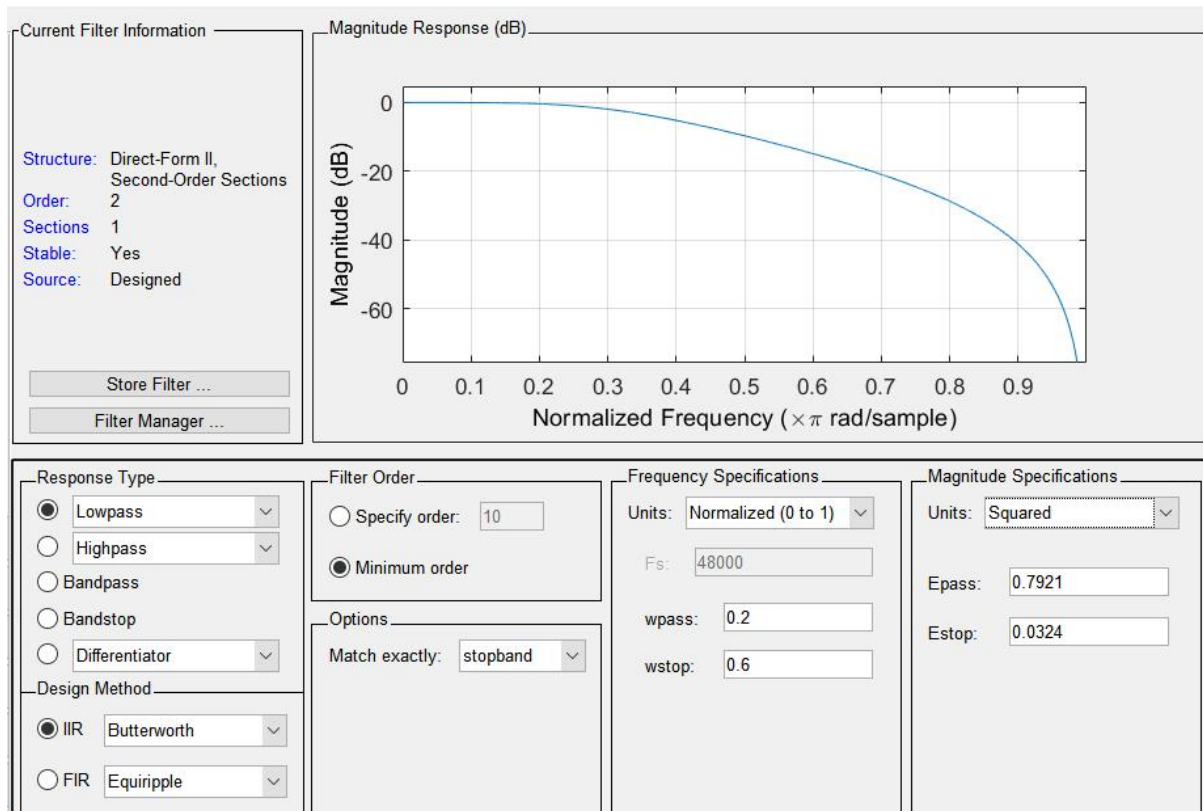 Current Filter Information
Structure: Direct-Form II,
Second-Order Sections
Order: 2
Sections 1
Stable: Yes
Source: Designed
Store Filter ...
Filter Manager ...
Magnitude Response (dB)
Magnitude (dB)
0
-20
-40
-60
0 0.1 0.2 0.3 0.4 0.5 0.6 0.7 0.8 0.9
Normalized Frequency (×π rad/sample)
Response Type
Lowpass
Highpass
Bandpass
Bandstop
Differentiator
Design Method
IIR Butterworth
FIR Equiripple
Filter Order
Specify order: 10
Minimum order
Options
Match exactly: stopband
Frequency Specifications
Units: Normalized (0 to 1)
Fs: 48000
wpass: 0.2
wstop: 0.6
Magnitude Specifications
Units: Squared
Epass: 0.7921
Estop: 0.0324